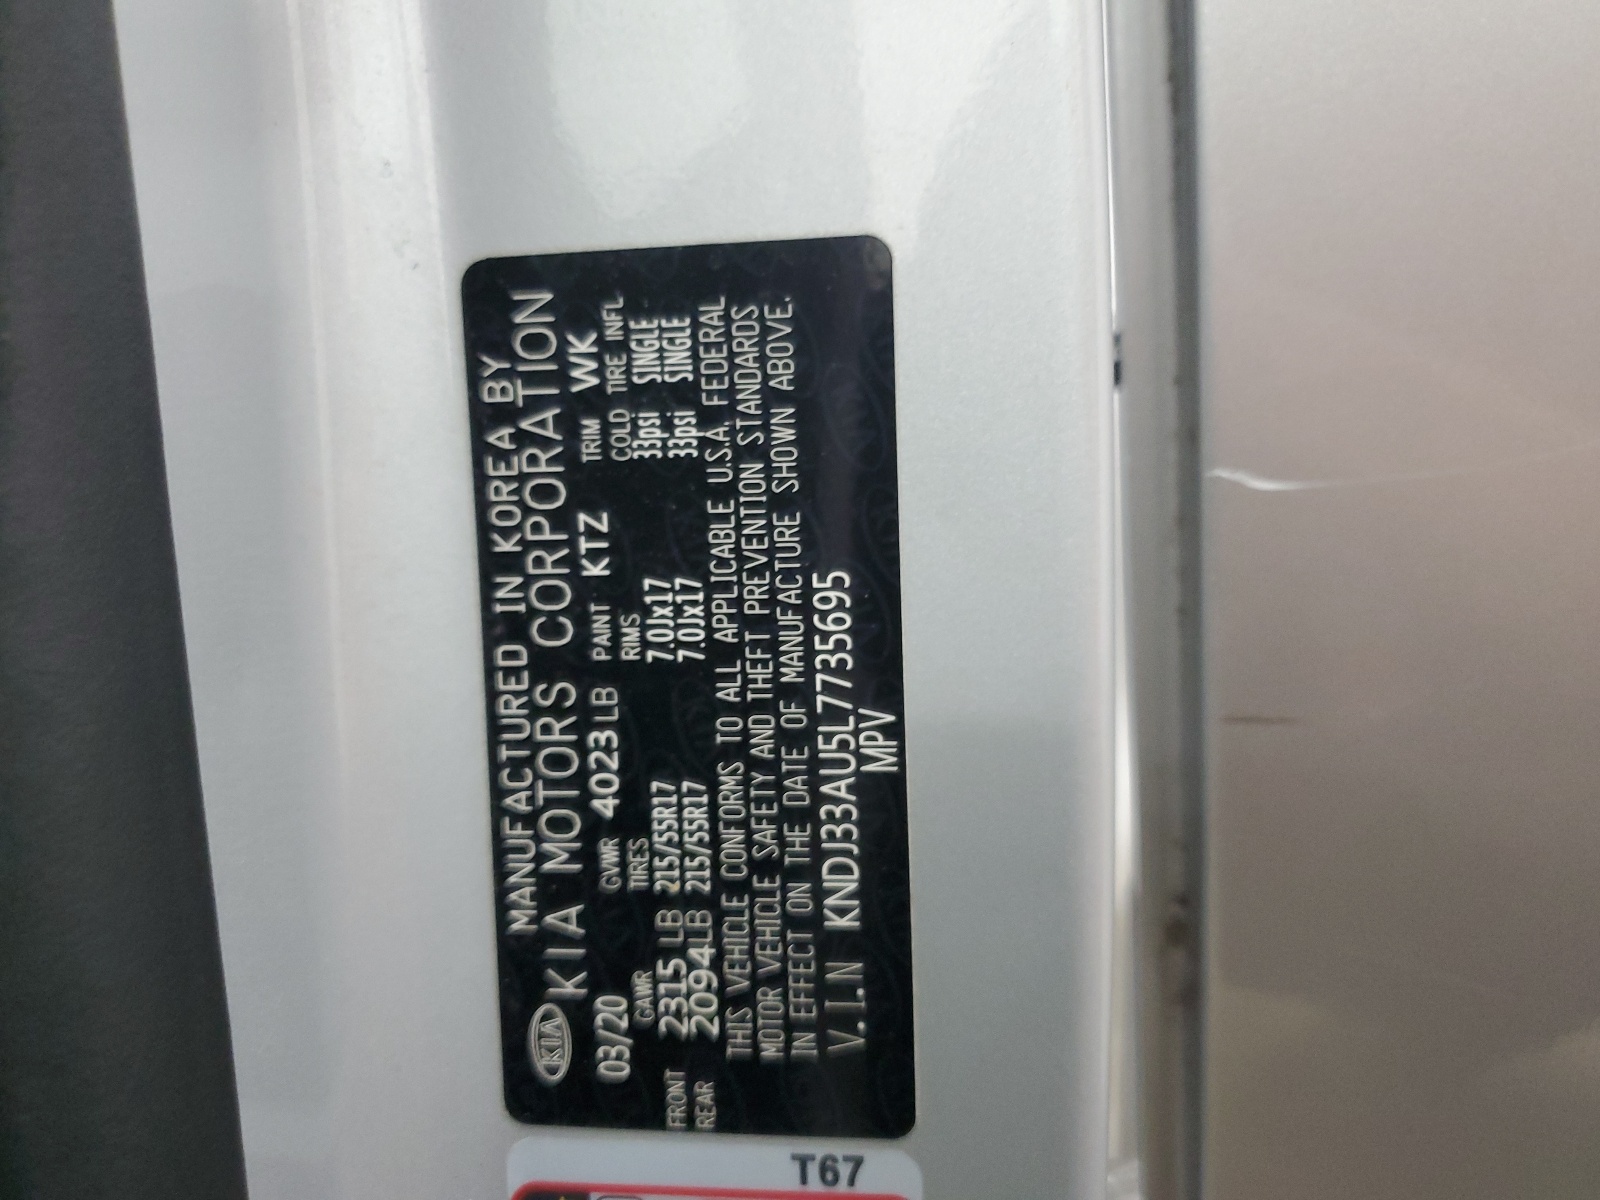 MANUFACTURED IN KOREA BY
KIA KIA MOTORS CORPORATION
03/20 GVWR 4023LB PAINT KTZ TRIM WK
GAWR TIRES RIMS COLD TIRE INFL
FRONT 2315 LB 215/55R17 7.0Jx17 33psi SINGLE
REAR 2094LB 215/55R17 7.0Jx17 33psi SINGLE
THIS VEHICLE CONFORMS TO ALL APPLICABLE U.S.A. FEDERAL
MOTOR VEHICLE SAFETY AND THEFT PREVENTION STANDARDS
IN EFFECT ON THE DATE OF MANUFACTURE SHOWN ABOVE.
V.I.N KNDJ33AU5L7735695
MPV
T67